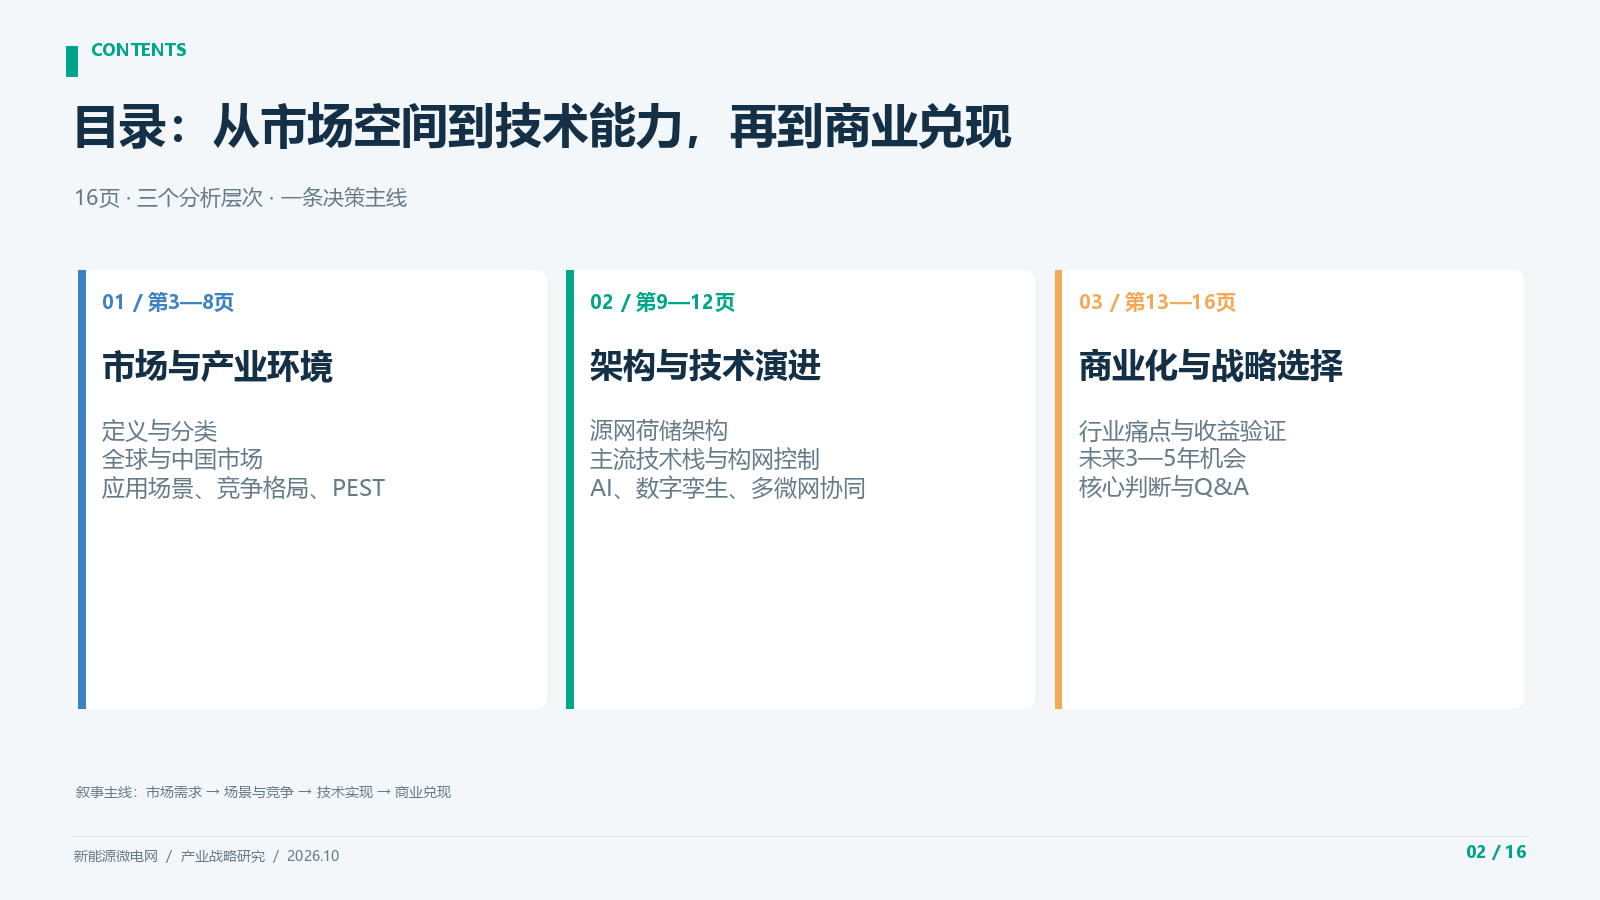 CONTENTS
目录：从市场空间到技术能力，再到商业兑现
16页 · 三个分析层次 · 一条决策主线
01 / 第3—8页
市场与产业环境
定义与分类
全球与中国市场
应用场景、竞争格局、PEST
02 / 第9—12页
架构与技术演进
源网荷储架构
主流技术栈与构网控制
AI、数字孪生、多微网协同
03 / 第13—16页
商业化与战略选择
行业痛点与收益验证
未来3—5年机会
核心判断与Q&A
叙事主线：市场需求 → 场景与竞争 → 技术实现 → 商业兑现
新能源微电网 / 产业战略研究 / 2026.10
02 / 16